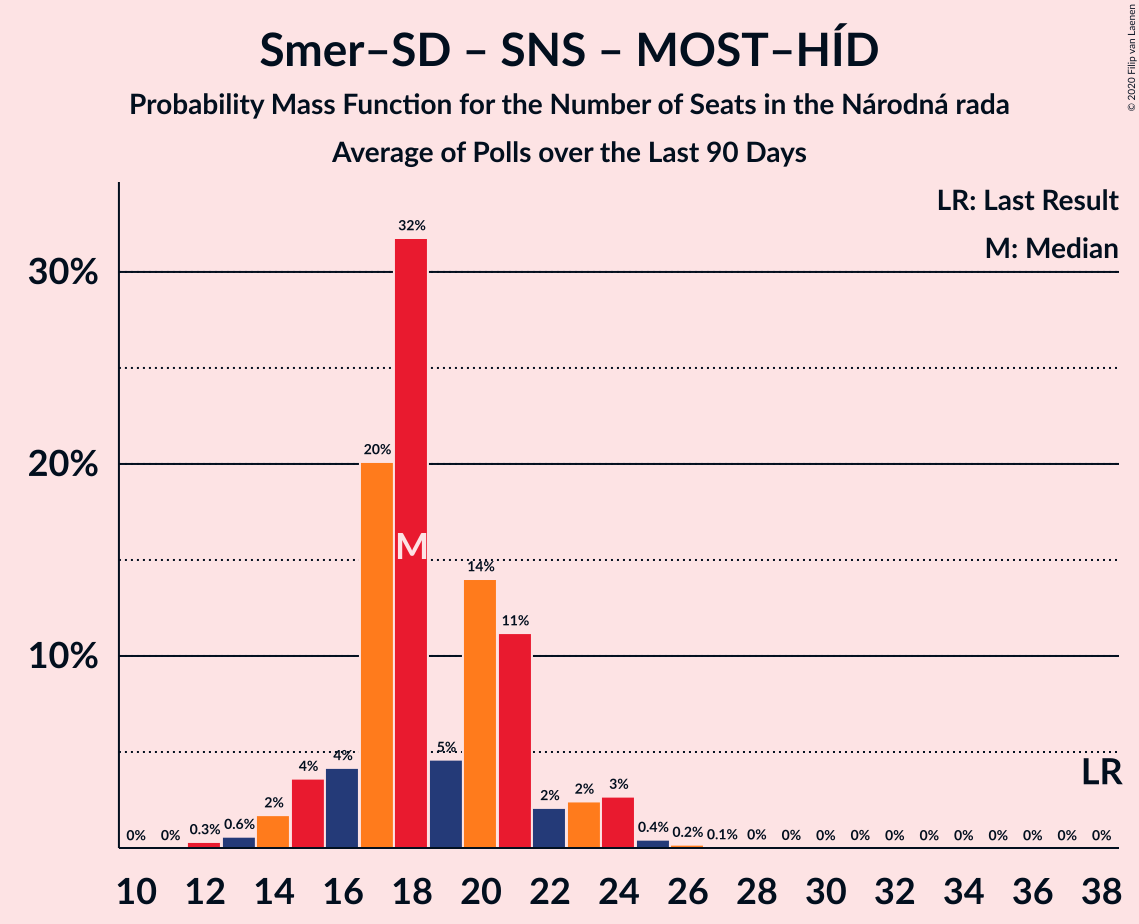 Smer–SD – SNS – MOST–HÍD
Probability Mass Function for the Number of Seats in the Národná rada
Average of Polls over the Last 90 Days
© 2020 Filip van Laenen
LR: Last Result
M: Median
30%
20%
10%
0% 0% 0.3% 0.6% 2% 4% 4% 20% 32% 5% 14% 11% 2% 2% 3% 0.4% 0.2% 0.1% 0% 0% 0% 0% 0% 0% 0% 0% 0% 0% 0%
M
LR
10 12 14 16 18 20 22 24 26 28 30 32 34 36 38